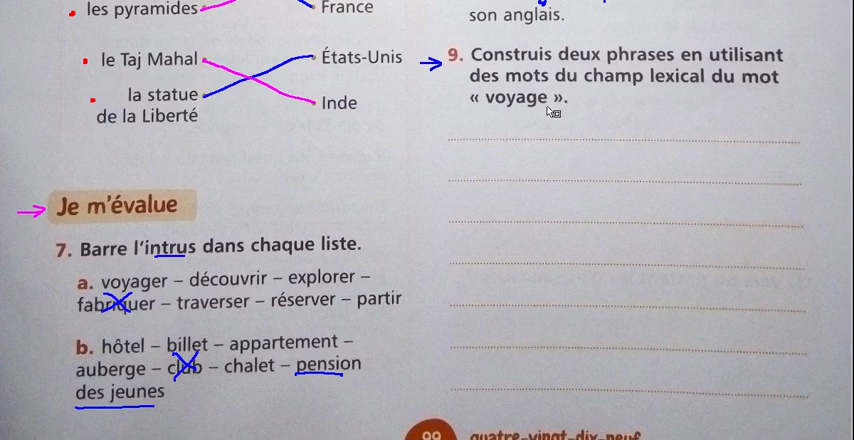 les pyramides
France
le Taj Mahal
États-Unis
la statue
de la Liberté
Inde
Je m'évalue
7. Barre l'intrus dans chaque liste.
a. voyager – découvrir – explorer –
fabriquer – traverser – réserver – partir
b. hôtel – billet – appartement –
auberge – club – chalet – pension
des jeunes
son anglais.
9. Construis deux phrases en utilisant
des mots du champ lexical du mot
« voyage ».
99 quatre-vingt-dix-neuf